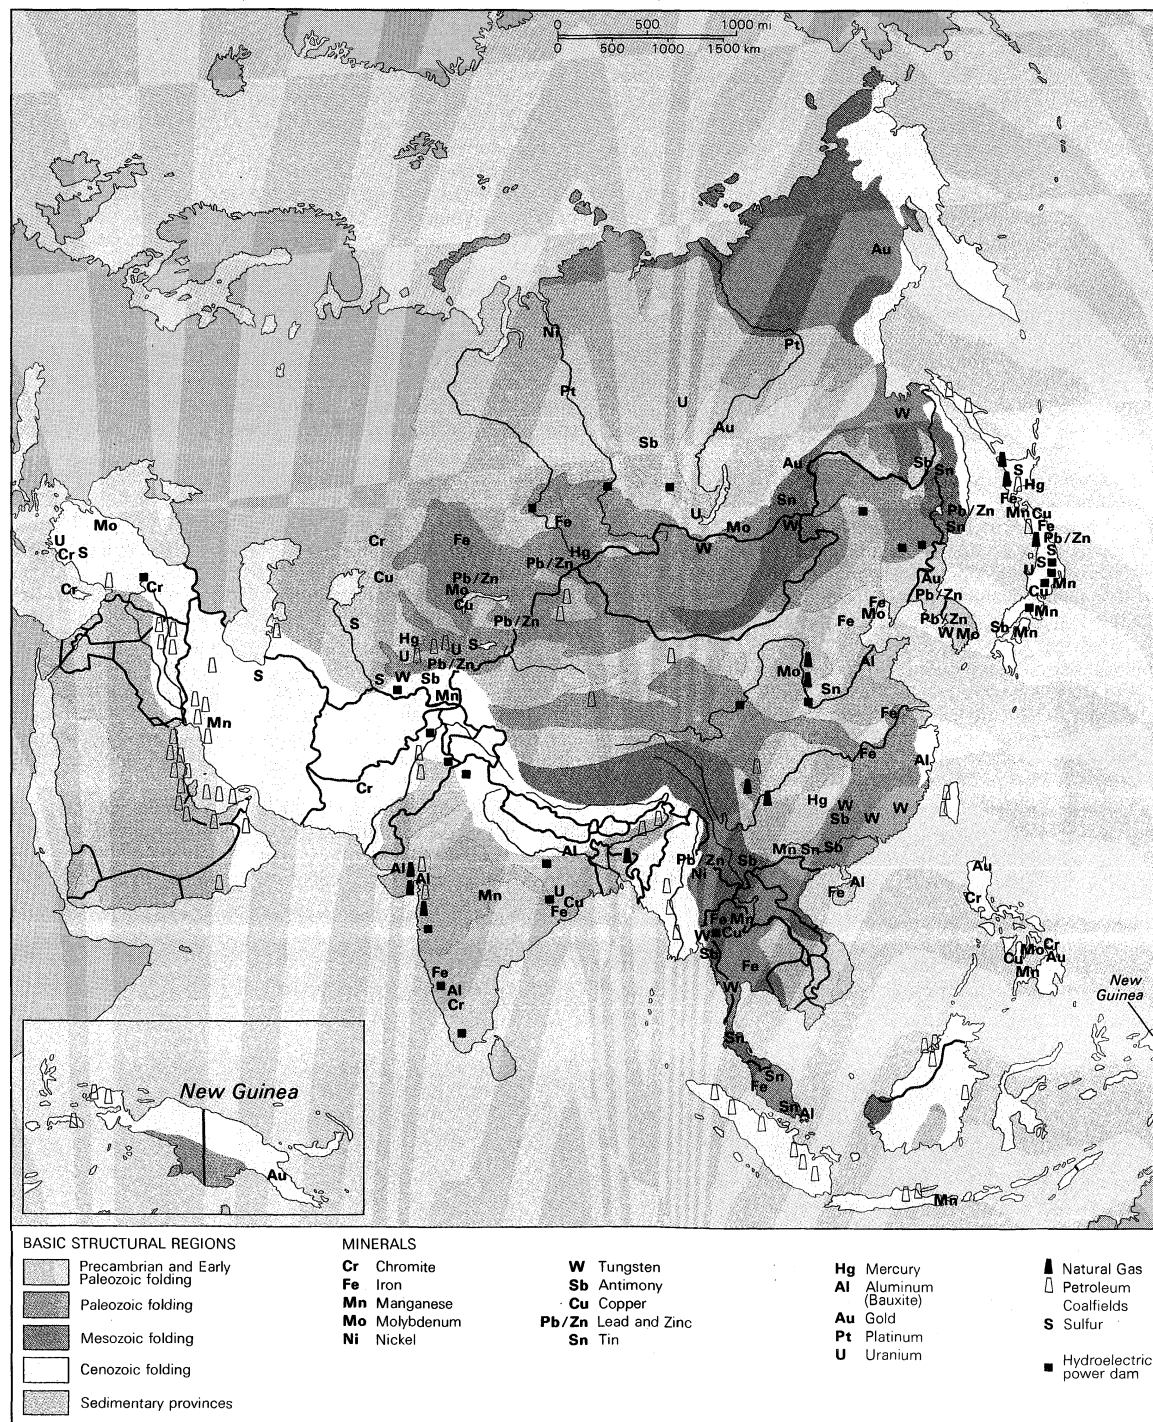 0 500 1000 mi
0 500 1000 1500 km
Au
Ni
Pt
Pt
U
W
Au
Sb
Au
Sb
Sn
S
Hg
Sn
Fe
Mo
Fe
Pb/Zn
Mn Cu
Cr
Fe
U
Mo
W
Sn
Fe
U
Hg
W
Pb/Zn
Cr S
Pb/Zn
S
Cu
Pb/Zn
Au
S
U
Mn
Cr
Cr
Mo
Pb/Zn
Cu
Cu
Fe
S
Pb/Zn
Fe
Mo
Pb/Zn
Mn
Hg
S
W Mo
Sb Mn
U
U
Pb/Zn
Al
S
S
W
Sb
Mo
Sn
Mn
Mn
Fe
Fe
Al
Cr
Hg
W
W
Sb
W
Al
Mn Sn Sb
Pb/Zn
Sb
Al
Al
Ni
Au
Al
Mn
U
Cu
Fe
Fe
Cr
Fe Mn
W Cu
Mo Cr
Cu
Au
Sb
Fe
Mn
Fe
Al
W
New
Guinea
Cr
Sn
Sn
Fe
Sn Al
New Guinea
Au
Mn
BASIC STRUCTURAL REGIONS
Precambrian and Early
Paleozoic folding
Paleozoic folding
Mesozoic folding
Cenozoic folding
Sedimentary provinces
MINERALS
Cr Chromite
Fe Iron
Mn Manganese
Mo Molybdenum
Ni Nickel
W Tungsten
Sb Antimony
Cu Copper
Pb/Zn Lead and Zinc
Sn Tin
Hg Mercury
Al Aluminum
(Bauxite)
Au Gold
Pt Platinum
U Uranium
Natural Gas
Petroleum
Coalfields
S Sulfur
Hydroelectric
power dam